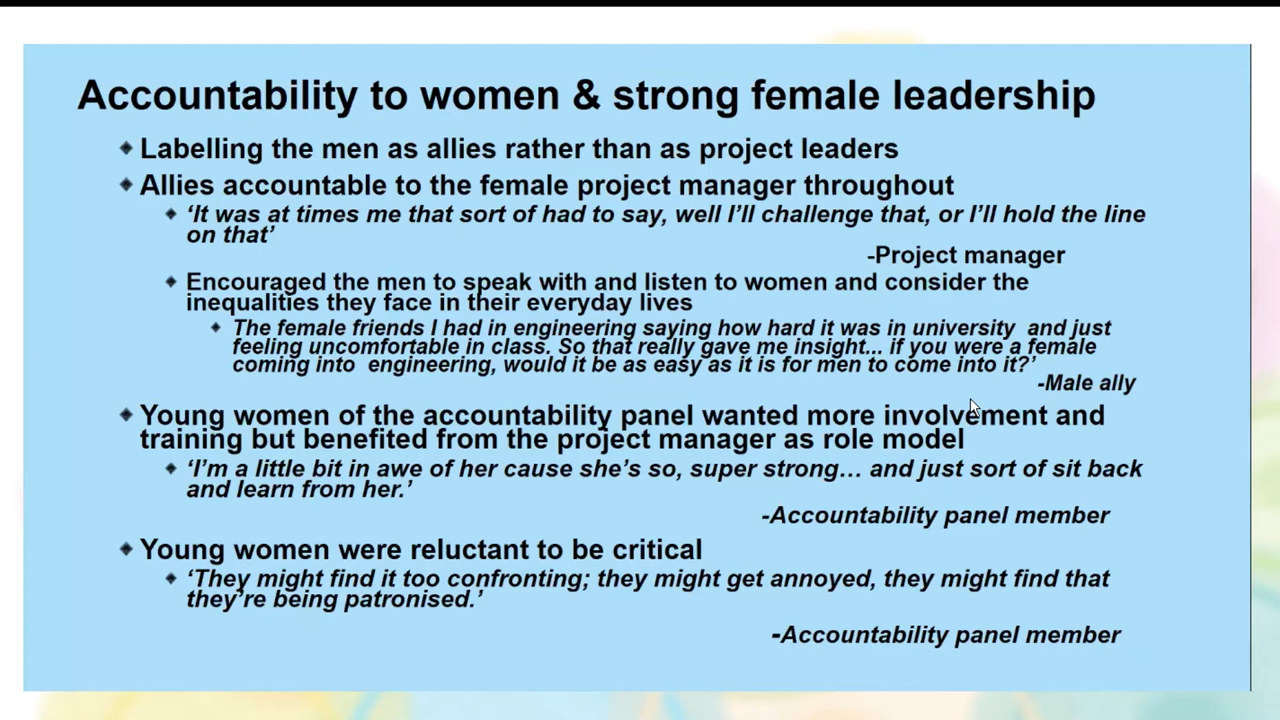 Accountability to women & strong female leadership
Labelling the men as allies rather than as project leaders
Allies accountable to the female project manager throughout
‘It was at times me that sort of had to say, well I’ll challenge that, or I’ll hold the line
on that’
-Project manager
Encouraged the men to speak with and listen to women and consider the
inequalities they face in their everyday lives
The female friends I had in engineering saying how hard it was in university  and just
feeling uncomfortable in class. So that really gave me insight... if you were a female
coming into  engineering, would it be as easy as it is for men to come into it?’
-Male ally
Young women of the accountability panel wanted more involvement and
training but benefited from the project manager as role model
‘I’m a little bit in awe of her cause she’s so, super strong… and just sort of sit back
and learn from her.’
-Accountability panel member
Young women were reluctant to be critical
‘They might find it too confronting; they might get annoyed, they might find that
they’re being patronised.’
-Accountability panel member